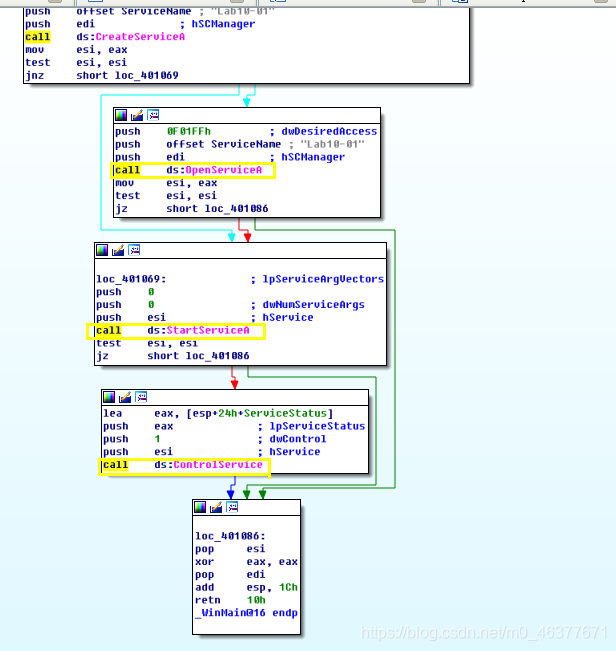 push    offset ServiceName ; "Lab10-01"
push    edi             ; hSCManager
call    ds:CreateServiceA
mov     esi, eax
test    esi, esi
jnz     short loc_401069
push    0F01FFh         ; dwDesiredAccess
push    offset ServiceName ; "Lab10-01"
push    edi             ; hSCManager
call    ds:OpenServiceA
mov     esi, eax
test    esi, esi
jz      short loc_401086
loc_401069:             ; lpServiceArgVectors
push    0
push    0               ; dwNumServiceArgs
push    esi             ; hService
call    ds:StartServiceA
test    esi, esi
jz      short loc_401086
lea     eax, [esp+24h+ServiceStatus]
push    eax             ; lpServiceStatus
push    1               ; dwControl
push    esi             ; hService
call    ds:ControlService
loc_401086:
pop     esi
xor     eax, eax
pop     edi
add     esp, 1Ch
retn    10h
_WinMain@16 endp
https://blog.csdn.net/m0_46377671